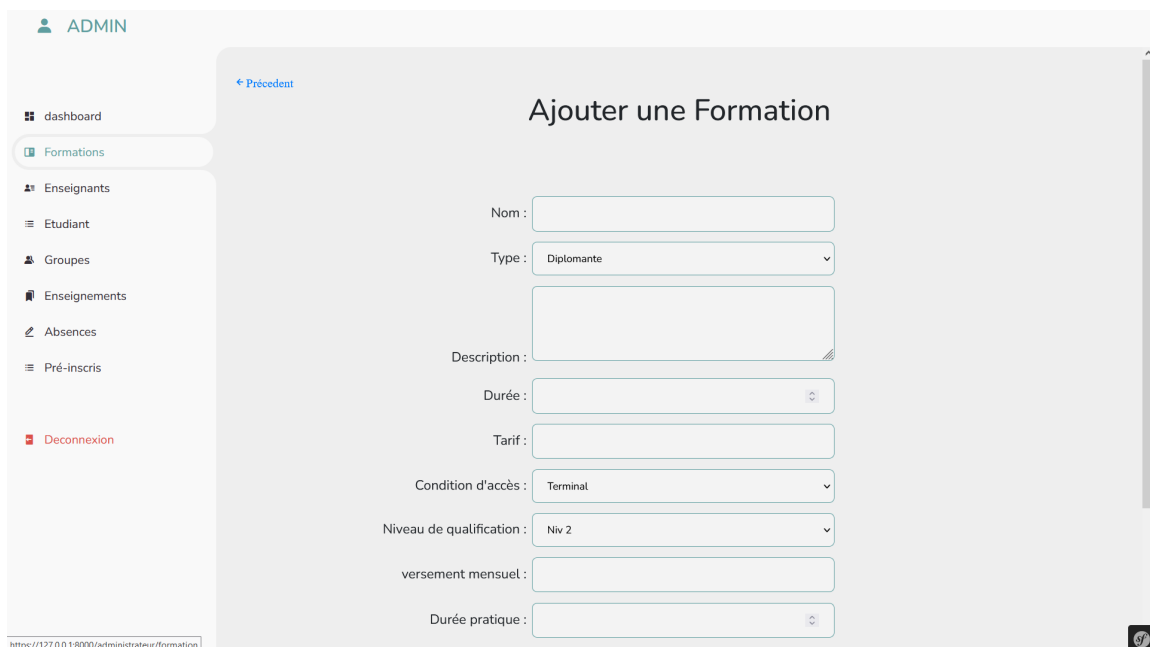 ADMIN
← Précedent
Ajouter une Formation
dashboard
Formations
Enseignants
Etudiant
Groupes
Enseignements
Absences
Pré-inscris
Deconnexion
Nom :
Type : Diplomante
Description :
Durée :
Tarif :
Condition d'accès : Terminal
Niveau de qualification : Niv 2
versement mensuel :
Durée pratique :
https://127.0.0.1:8000/administrateur/formation
sf